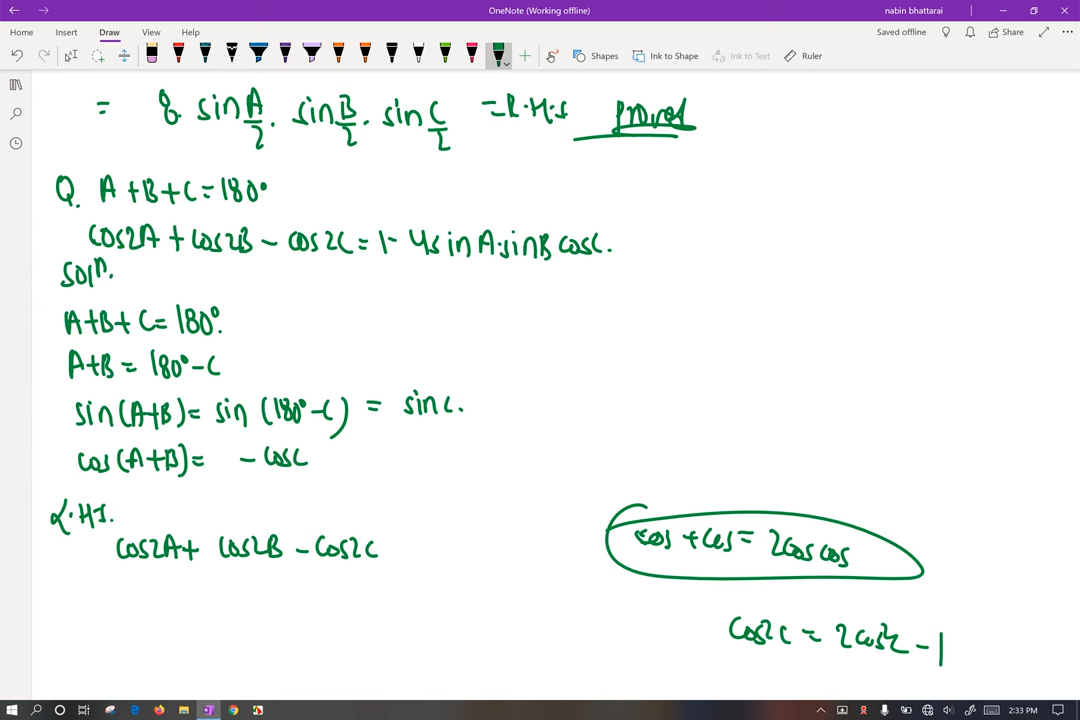 OneNote (Working offline)
nabin bhattarai
Home Insert Draw View Help
Saved offline Share
Shapes Ink to Shape Ink to Text Ruler
= 8. sin A/2 . sin B/2 . sin C/2 = R.H.S proved
Q. A+B+C=180°
cos2A + cos2B - cos2C = 1 - 4sinA.sinB cosC.
Solⁿ.
A+B+C=180°.
A+B = 180°-C
sin(A+B)= sin (180°-C) = sinC.
cos(A+B)= - cosC
L.H.S.
cos2A + cos2B - cos2C
cos + cos = 2cos cos
cos2C = 2cos²C - 1
2:33 PM